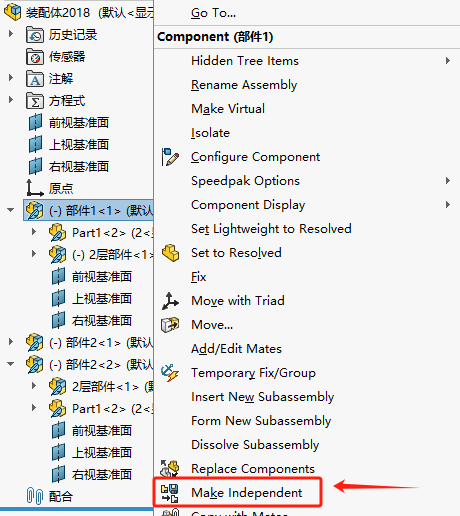 装配体2018 (默认<显示
历史记录
传感器
注解
方程式
前视基准面
上视基准面
右视基准面
原点
(-) 部件1<1> (默认
Part1<2> (2<显
(-) 2层部件<1>
前视基准面
上视基准面
右视基准面
(-) 部件2<1> (默认
(-) 部件2<2> (默认
2层部件<1> (默
Part1<2> (2<显
前视基准面
上视基准面
右视基准面
配合
Go To...
Component (部件1)
Hidden Tree Items
Rename Assembly
Make Virtual
Isolate
Configure Component
Speedpak Options
Component Display
Set Lightweight to Resolved
Set to Resolved
Fix
Move with Triad
Move...
Add/Edit Mates
Temporary Fix/Group
Insert New Subassembly
Form New Subassembly
Dissolve Subassembly
Replace Components
Make Independent
Copy with Mates